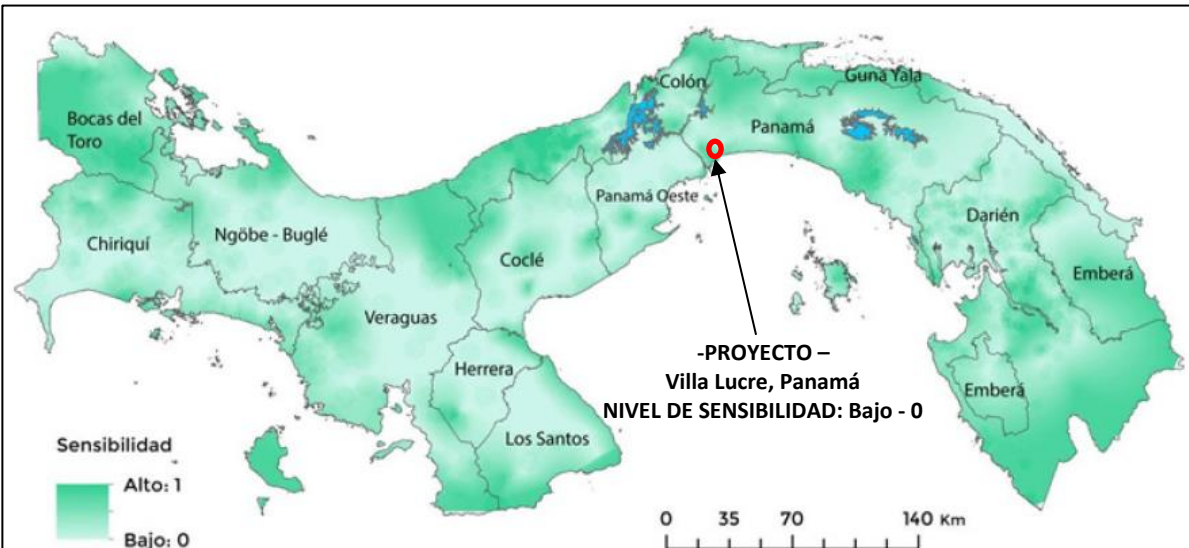 Bocas del
Toro
Chiriquí
Ngöbe - Buglé
Veraguas
Herrera
Los Santos
Coclé
Panamá Oeste
Colón
Panamá
Guna Yala
Darién
Emberá
Emberá
-PROYECTO –
Villa Lucre, Panamá
NIVEL DE SENSIBILIDAD: Bajo - 0
Sensibilidad
Alto: 1
Bajo: 0
0 35 70 140 Km